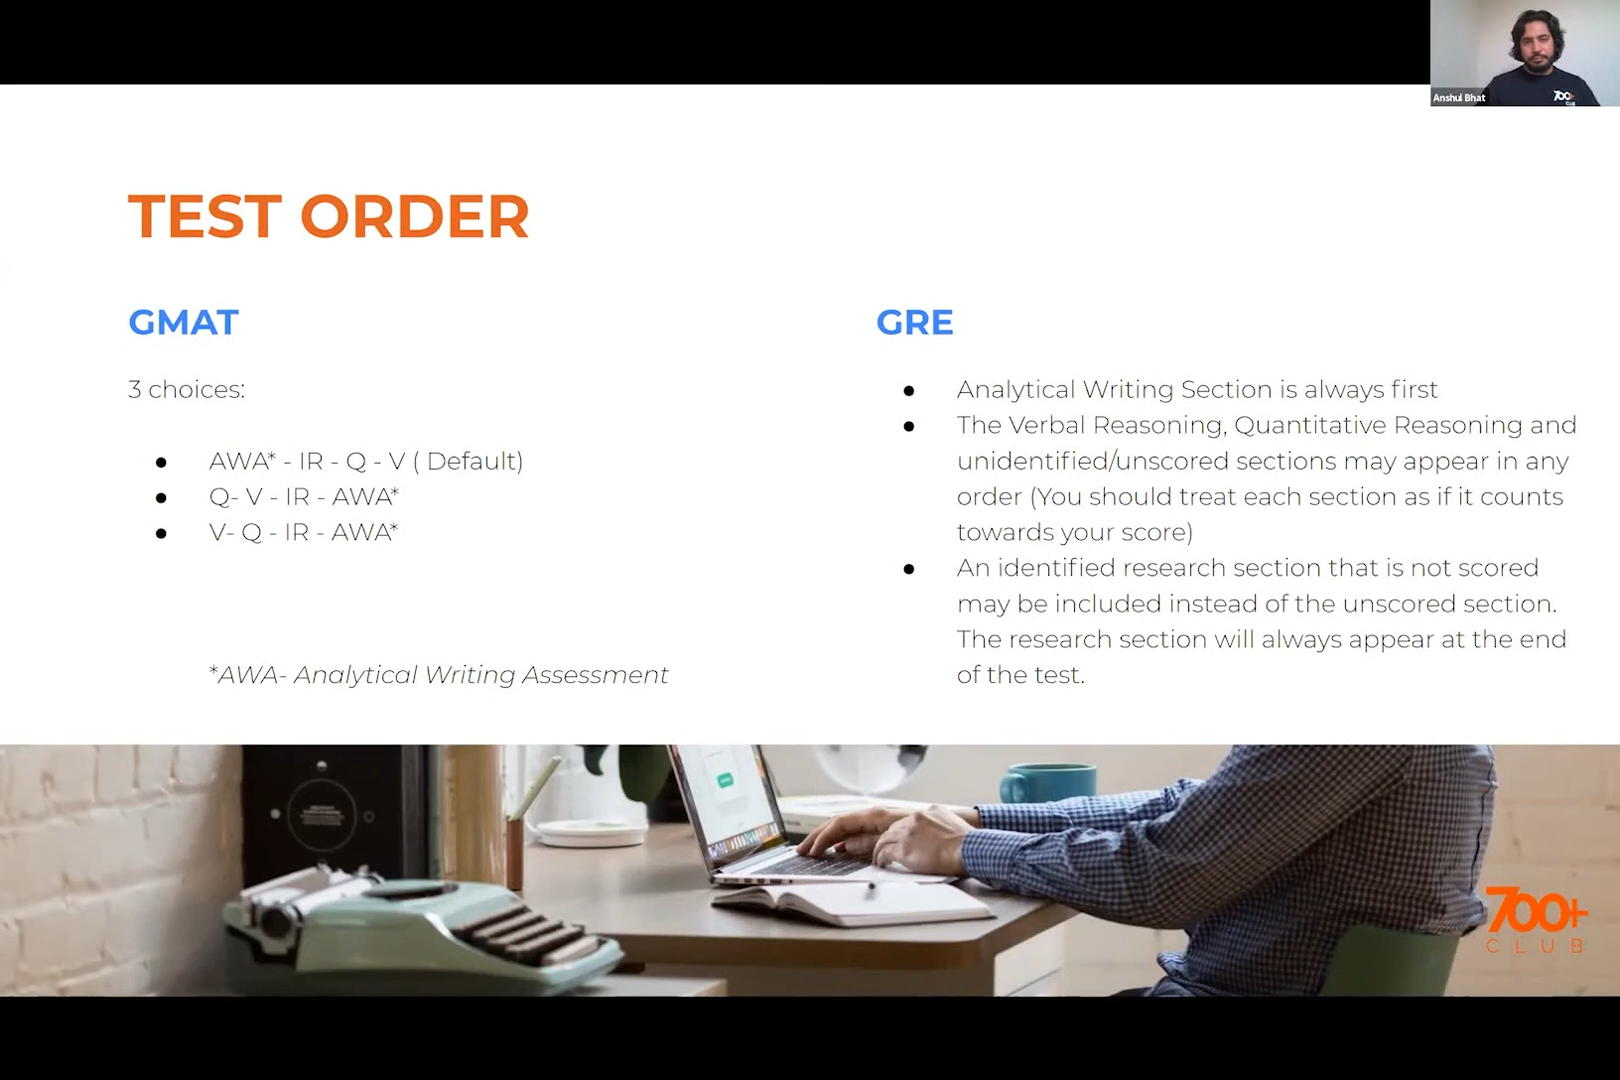 Anshul Bhat
700+
CLUB
TEST ORDER
GMAT
3 choices:
● AWA* - IR - Q - V ( Default)
● Q- V - IR - AWA*
● V- Q - IR - AWA*
*AWA- Analytical Writing Assessment
GRE
● Analytical Writing Section is always first
● The Verbal Reasoning, Quantitative Reasoning and
unidentified/unscored sections may appear in any
order (You should treat each section as if it counts
towards your score)
● An identified research section that is not scored
may be included instead of the unscored section.
The research section will always appear at the end
of the test.
700+
CLUB